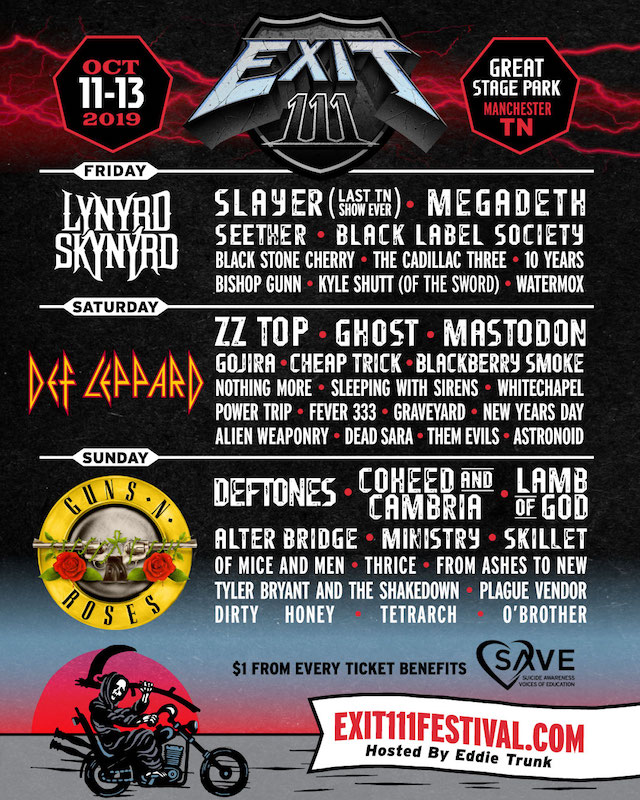 OCT
11-13
2019
EXIT
111
GREAT
STAGE PARK
MANCHESTER
TN
FRIDAY
LYNYRD
SKYNYRD
SLAYER (LAST TN SHOW EVER) • MEGADETH
SEETHER • BLACK LABEL SOCIETY
BLACK STONE CHERRY • THE CADILLAC THREE • 10 YEARS
BISHOP GUNN • KYLE SHUTT (OF THE SWORD) • WATERMOX
SATURDAY
DEF LEPPARD
ZZ TOP • GHOST • MASTODON
GOJIRA • CHEAP TRICK • BLACKBERRY SMOKE
NOTHING MORE • SLEEPING WITH SIRENS • WHITECHAPEL
POWER TRIP • FEVER 333 • GRAVEYARD • NEW YEARS DAY
ALIEN WEAPONRY • DEAD SARA • THEM EVILS • ASTRONOID
SUNDAY
GUNS N' ROSES
DEFTONES • COHEED AND CAMBRIA • LAMB OF GOD
ALTER BRIDGE • MINISTRY • SKILLET
OF MICE AND MEN • THRICE • FROM ASHES TO NEW
TYLER BRYANT AND THE SHAKEDOWN • PLAGUE VENDOR
DIRTY HONEY • TETRARCH • O'BROTHER
$1 FROM EVERY TICKET BENEFITS
SAVE
SUICIDE AWARENESS
VOICES OF EDUCATION
EXIT111FESTIVAL.COM
Hosted By Eddie Trunk